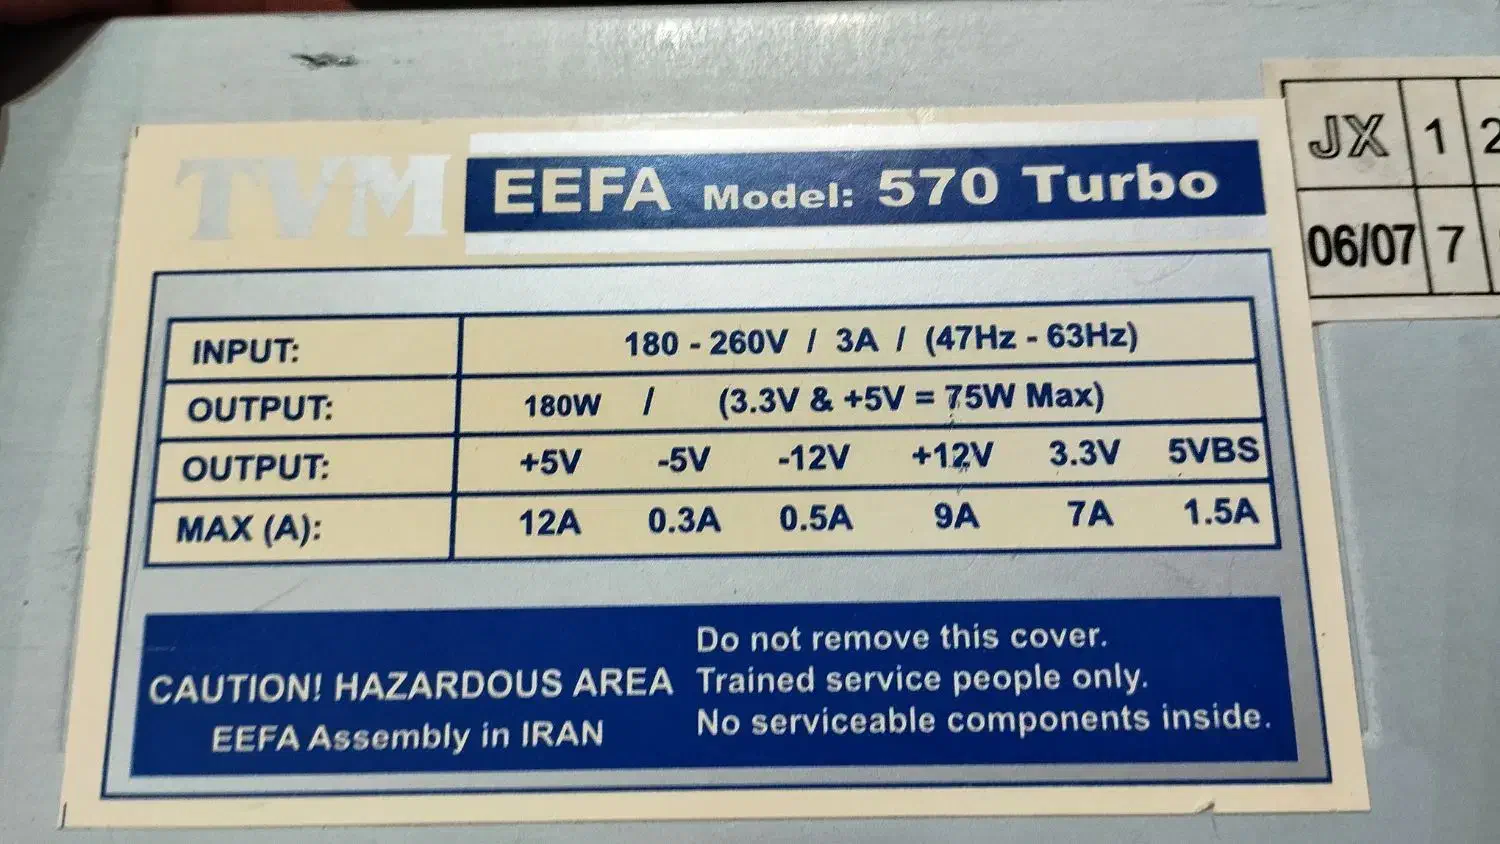 TVM EEFA Model: 570 Turbo
INPUT: 180 - 260V / 3A / (47Hz - 63Hz)
OUTPUT: 180W / (3.3V & +5V = 75W Max)
OUTPUT: +5V -5V -12V +12V 3.3V 5VBS
MAX (A): 12A 0.3A 0.5A 9A 7A 1.5A
CAUTION! HAZARDOUS AREA
EEFA Assembly in IRAN
Do not remove this cover.
Trained service people only.
No serviceable components inside.
JX 1 2
06/07 7